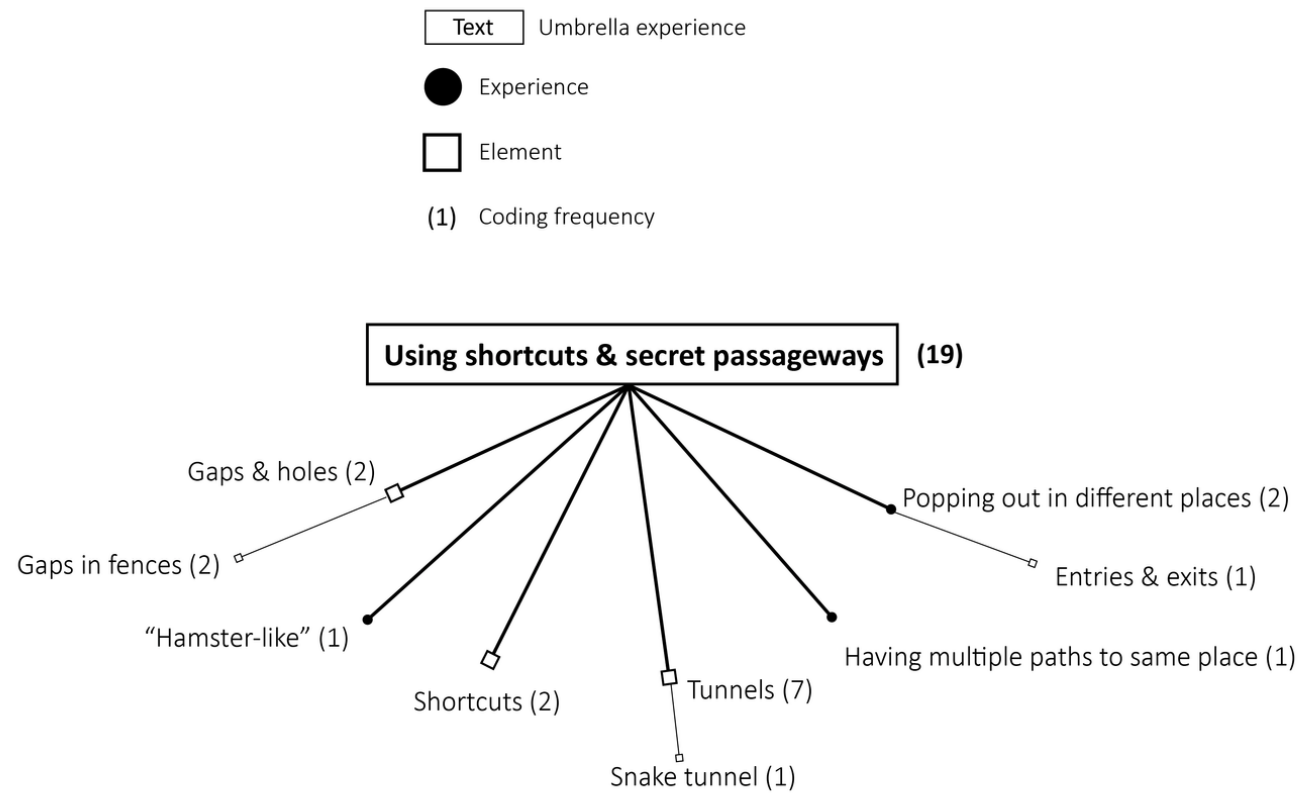 Text Umbrella experience
Experience
Element
(1) Coding frequency
Using shortcuts & secret passageways (19)
Gaps & holes (2)
Popping out in different places (2)
Gaps in fences (2)
Entries & exits (1)
“Hamster-like” (1)
Having multiple paths to same place (1)
Shortcuts (2)
Tunnels (7)
Snake tunnel (1)